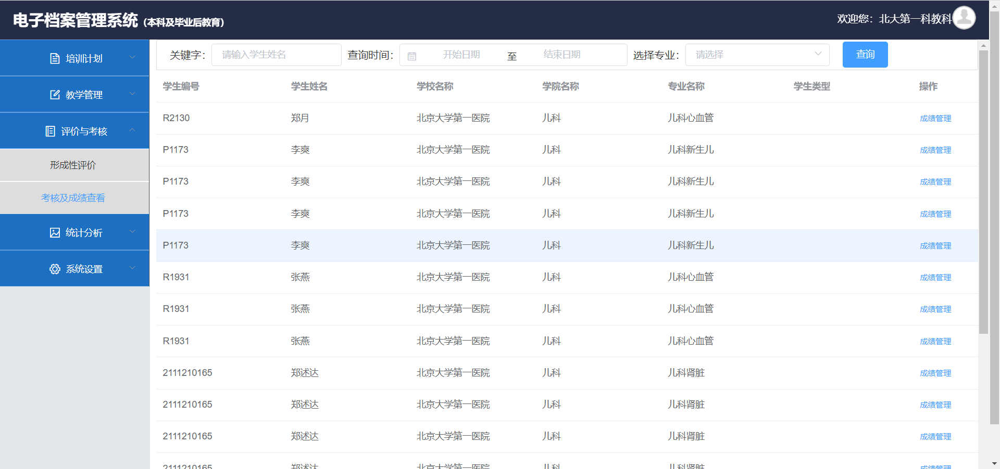 电子档案管理系统 (本科及毕业后教育)
欢迎您：北大第一科教科
培训计划
教学管理
评价与考核
形成性评价
考核及成绩查看
统计分析
系统设置
关键字： 请输入学生姓名 查询时间： 开始日期 至 结束日期 选择专业： 请选择 查询
学生编号 学生姓名 学校名称 学院名称 专业名称 学生类型 操作
R2130 郑月 北京大学第一医院 儿科 儿科心血管 成绩管理
P1173 李爽 北京大学第一医院 儿科 儿科新生儿 成绩管理
P1173 李爽 北京大学第一医院 儿科 儿科新生儿 成绩管理
P1173 李爽 北京大学第一医院 儿科 儿科新生儿 成绩管理
P1173 李爽 北京大学第一医院 儿科 儿科新生儿 成绩管理
R1931 张燕 北京大学第一医院 儿科 儿科心血管 成绩管理
R1931 张燕 北京大学第一医院 儿科 儿科心血管 成绩管理
R1931 张燕 北京大学第一医院 儿科 儿科心血管 成绩管理
2111210165 郑述达 北京大学第一医院 儿科 儿科肾脏 成绩管理
2111210165 郑述达 北京大学第一医院 儿科 儿科肾脏 成绩管理
2111210165 郑述达 北京大学第一医院 儿科 儿科肾脏 成绩管理
2111210165 郑述达 北京大学第一医院 儿科 儿科肾脏 成绩管理